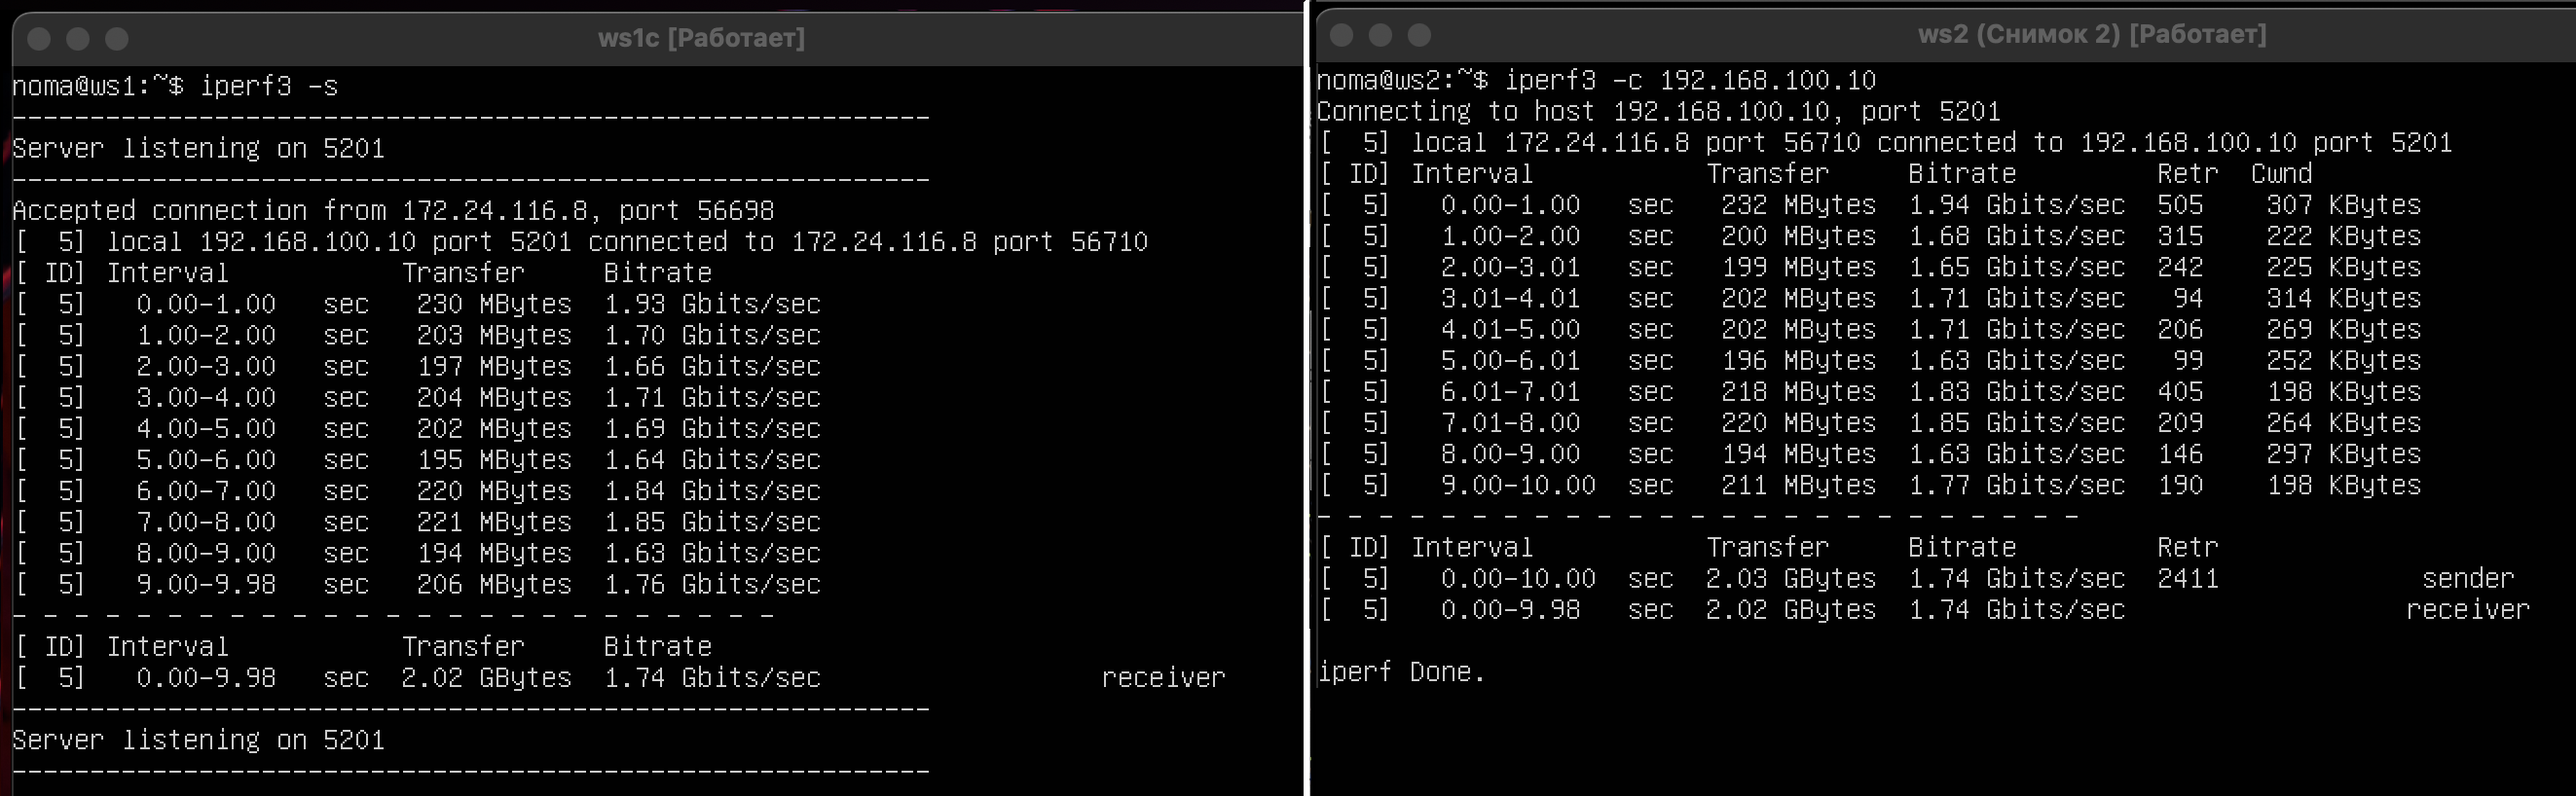 ws1c [Работает]
noma@ws1:~$ iperf3 -s
-----------------------------------------------------------
Server listening on 5201
-----------------------------------------------------------
Accepted connection from 172.24.116.8, port 56698
[  5] local 192.168.100.10 port 5201 connected to 172.24.116.8 port 56710
[ ID] Interval           Transfer     Bitrate
[  5]   0.00-1.00   sec   230 MBytes  1.93 Gbits/sec
[  5]   1.00-2.00   sec   203 MBytes  1.70 Gbits/sec
[  5]   2.00-3.00   sec   197 MBytes  1.66 Gbits/sec
[  5]   3.00-4.00   sec   204 MBytes  1.71 Gbits/sec
[  5]   4.00-5.00   sec   202 MBytes  1.69 Gbits/sec
[  5]   5.00-6.00   sec   195 MBytes  1.64 Gbits/sec
[  5]   6.00-7.00   sec   220 MBytes  1.84 Gbits/sec
[  5]   7.00-8.00   sec   221 MBytes  1.85 Gbits/sec
[  5]   8.00-9.00   sec   194 MBytes  1.63 Gbits/sec
[  5]   9.00-9.98   sec   206 MBytes  1.76 Gbits/sec
- - - - - - - - - - - - - - - - - - - - - - - - -
[ ID] Interval           Transfer     Bitrate
[  5]   0.00-9.98   sec  2.02 GBytes  1.74 Gbits/sec                  receiver
-----------------------------------------------------------
Server listening on 5201
-----------------------------------------------------------
ws2 (Снимок 2) [Работает]
noma@ws2:~$ iperf3 -c 192.168.100.10
Connecting to host 192.168.100.10, port 5201
[  5] local 172.24.116.8 port 56710 connected to 192.168.100.10 port 5201
[ ID] Interval           Transfer     Bitrate         Retr  Cwnd
[  5]   0.00-1.00   sec   232 MBytes  1.94 Gbits/sec  505    307 KBytes
[  5]   1.00-2.00   sec   200 MBytes  1.68 Gbits/sec  315    222 KBytes
[  5]   2.00-3.01   sec   199 MBytes  1.65 Gbits/sec  242    225 KBytes
[  5]   3.01-4.01   sec   202 MBytes  1.71 Gbits/sec   94    314 KBytes
[  5]   4.01-5.00   sec   202 MBytes  1.71 Gbits/sec  206    269 KBytes
[  5]   5.00-6.01   sec   196 MBytes  1.63 Gbits/sec   99    252 KBytes
[  5]   6.01-7.01   sec   218 MBytes  1.83 Gbits/sec  405    198 KBytes
[  5]   7.01-8.00   sec   220 MBytes  1.85 Gbits/sec  209    264 KBytes
[  5]   8.00-9.00   sec   194 MBytes  1.63 Gbits/sec  146    297 KBytes
[  5]   9.00-10.00  sec   211 MBytes  1.77 Gbits/sec  190    198 KBytes
- - - - - - - - - - - - - - - - - - - - - - - - -
[ ID] Interval           Transfer     Bitrate         Retr
[  5]   0.00-10.00  sec  2.03 GBytes  1.74 Gbits/sec  2411             sender
[  5]   0.00-9.98   sec  2.02 GBytes  1.74 Gbits/sec                  receiver
iperf Done.